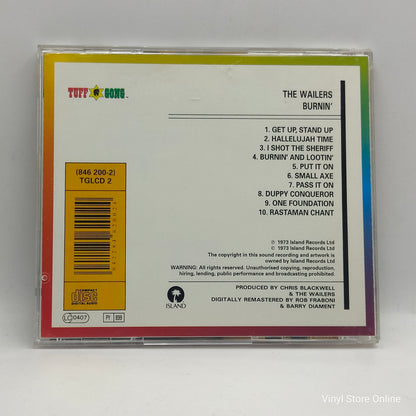 TUFF GONG™
THE WAILERS
BURNIN'
1. GET UP, STAND UP
2. HALLELUJAH TIME
3. I SHOT THE SHERIFF
4. BURNIN' AND LOOTIN'
5. PUT IT ON
6. SMALL AXE
7. PASS IT ON
8. DUPPY CONQUEROR
9. ONE FOUNDATION
10. RASTAMAN CHANT
(846 200-2)
TGLCD 2
℗ 1973 Island Records Ltd
© 1973 Island Records Ltd
The copyright in this sound recording and artwork is
owned by Island Records Ltd
WARNING: All rights reserved. Unauthorised copying, reproduction,
hiring, lending, public performance and broadcasting prohibited.
COMPACT
disc
DIGITAL AUDIO
ISLAND
PRODUCED BY CHRIS BLACKWELL
& THE WAILERS
DIGITALLY REMASTERED BY ROB FRABONI
& BARRY DIAMENT
LC 0407
Vinyl Store Online